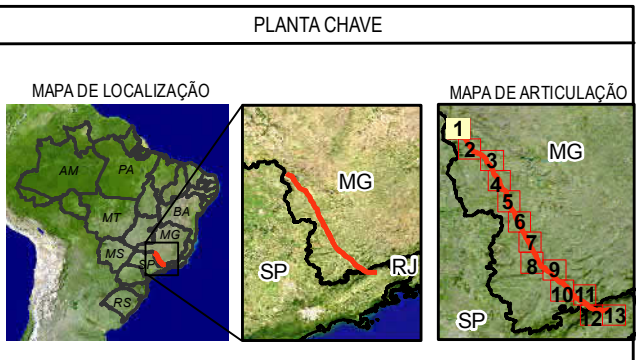 PLANTA CHAVE
MAPA DE LOCALIZAÇÃO
AM
PA
MT
BA
MG
MS
SP
RS
MG
SP
RJ
MAPA DE ARTICULAÇÃO
1
2
3
MG
4
5
6
7
8
9
10
11
12
13
SP